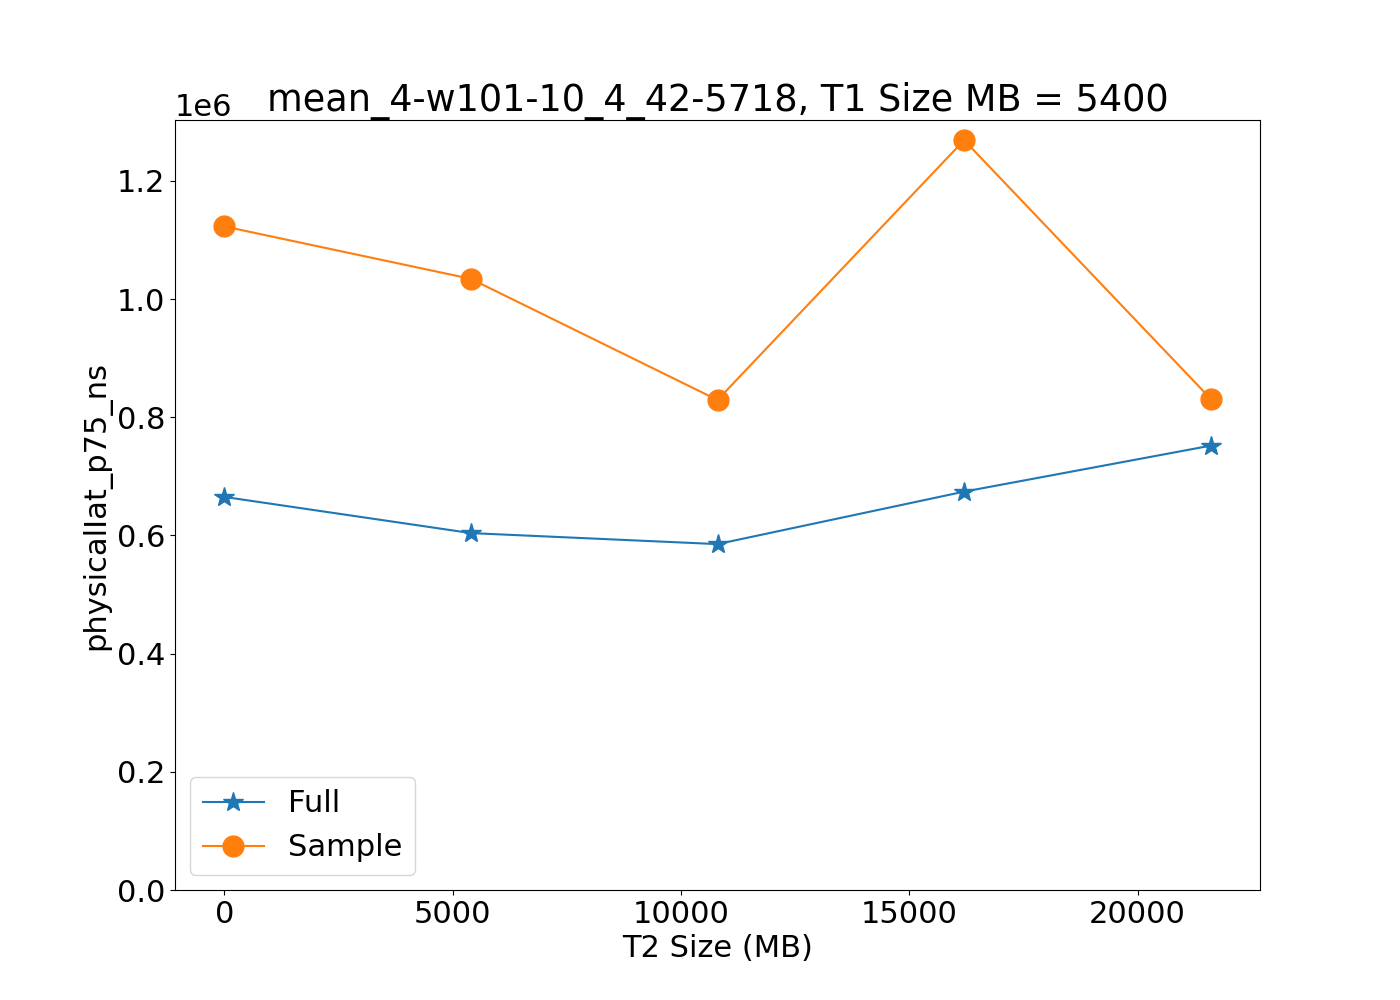 mean_4-w101-10_4_42-5718, T1 Size MB = 5400
1e6
1.2
1.0
0.8
0.6
0.4
0.2
0.0
physicallat_p75_ns
Full
Sample
0 5000 10000 15000 20000
T2 Size (MB)